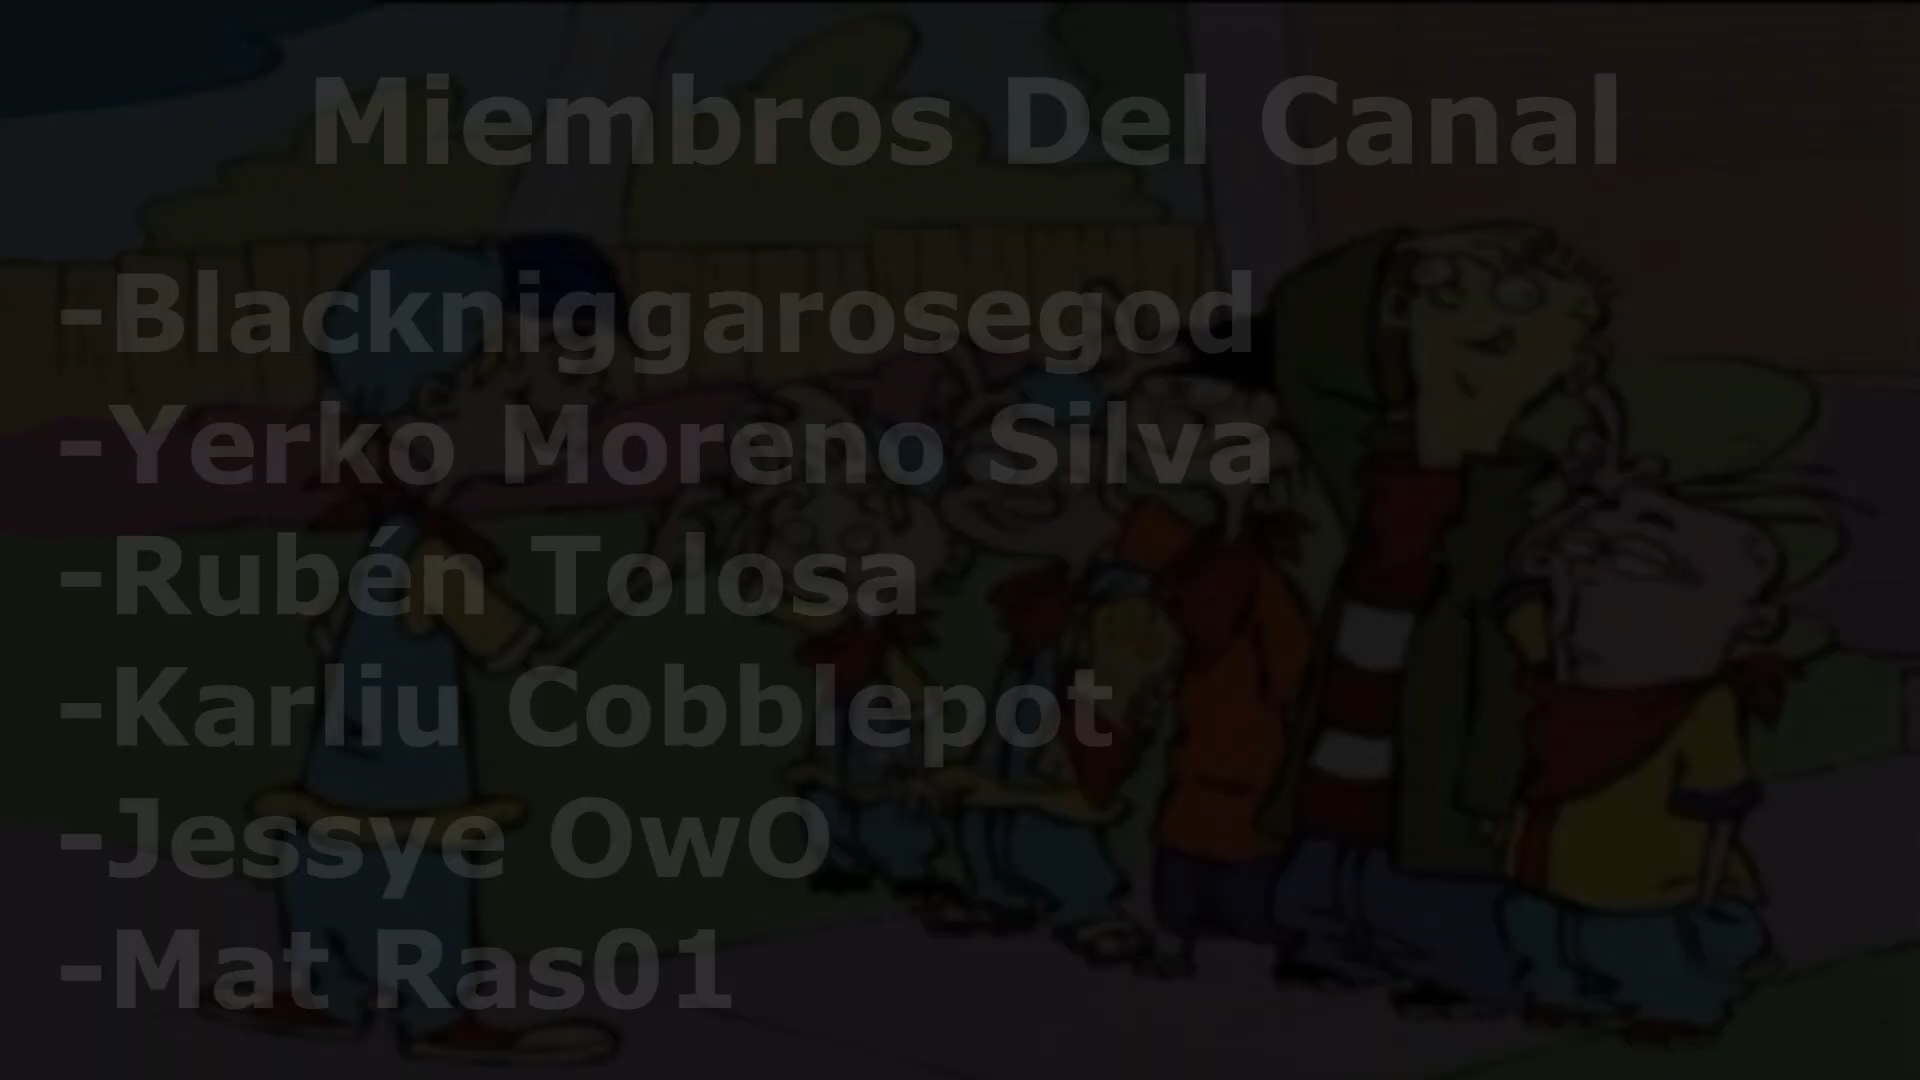 Miembros Del Canal
-Blackniggarosegod
-Yerko Moreno Silva
-Rubén Tolosa
-Karliu Cobblepot
-Jessye OwO
-Mat Ras01